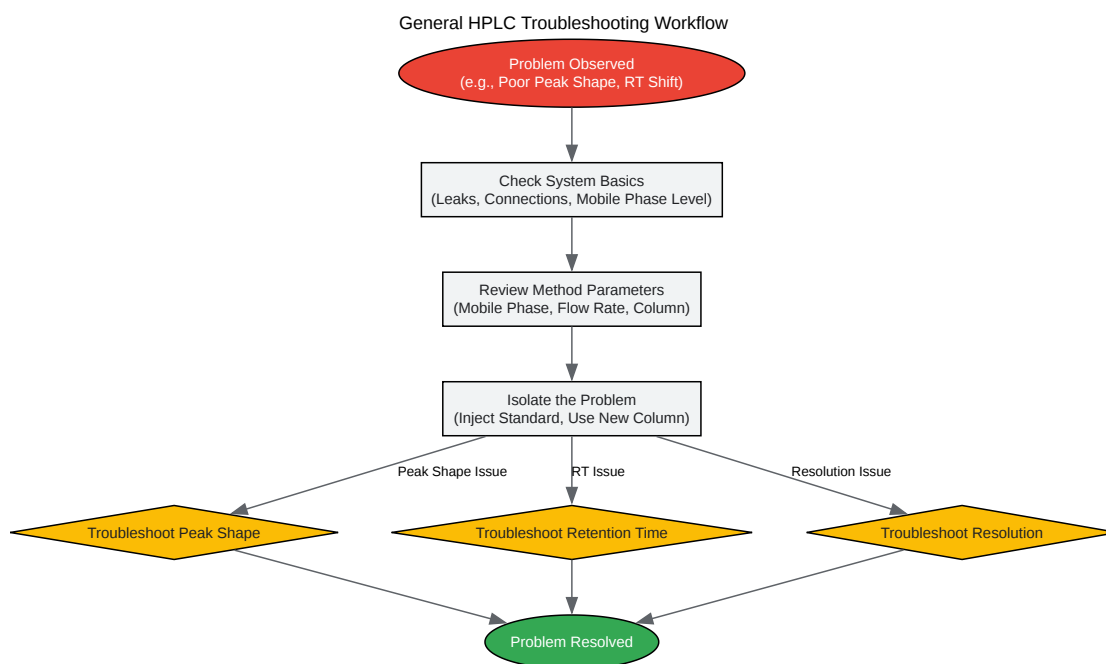 General HPLC Troubleshooting Workflow
Problem Observed
(e.g., Poor Peak Shape, RT Shift)
Check System Basics
(Leaks, Connections, Mobile Phase Level)
Review Method Parameters
(Mobile Phase, Flow Rate, Column)
Isolate the Problem
(Inject Standard, Use New Column)
Peak Shape Issue
RT Issue
Resolution Issue
Troubleshoot Peak Shape
Troubleshoot Retention Time
Troubleshoot Resolution
Problem Resolved